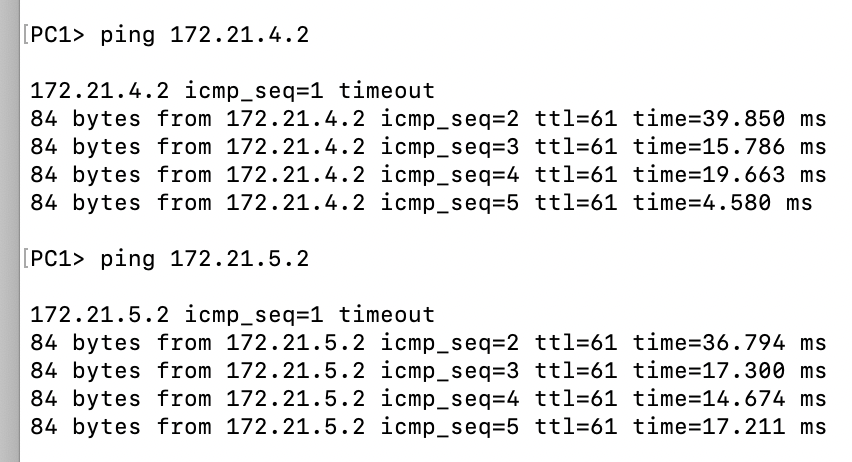 [PC1> ping 172.21.4.2
172.21.4.2 icmp_seq=1 timeout
84 bytes from 172.21.4.2 icmp_seq=2 ttl=61 time=39.850 ms
84 bytes from 172.21.4.2 icmp_seq=3 ttl=61 time=15.786 ms
84 bytes from 172.21.4.2 icmp_seq=4 ttl=61 time=19.663 ms
84 bytes from 172.21.4.2 icmp_seq=5 ttl=61 time=4.580 ms
[PC1> ping 172.21.5.2
172.21.5.2 icmp_seq=1 timeout
84 bytes from 172.21.5.2 icmp_seq=2 ttl=61 time=36.794 ms
84 bytes from 172.21.5.2 icmp_seq=3 ttl=61 time=17.300 ms
84 bytes from 172.21.5.2 icmp_seq=4 ttl=61 time=14.674 ms
84 bytes from 172.21.5.2 icmp_seq=5 ttl=61 time=17.211 ms